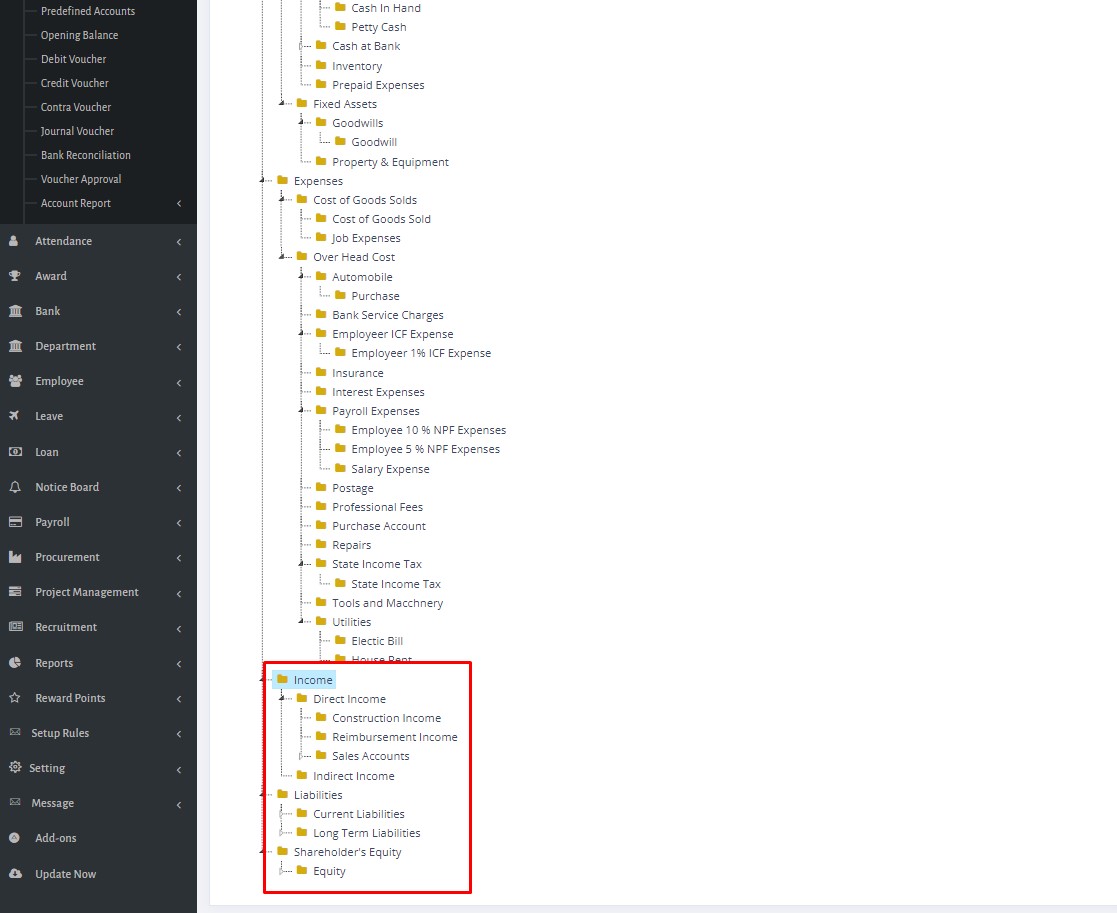 Predefined Accounts
Opening Balance
Debit Voucher
Credit Voucher
Contra Voucher
Journal Voucher
Bank Reconciliation
Voucher Approval
Account Report
Attendance
Award
Bank
Department
Employee
Leave
Loan
Notice Board
Payroll
Procurement
Project Management
Recruitment
Reports
Reward Points
Setup Rules
Setting
Message
Add-ons
Update Now
Cash In Hand
Petty Cash
Cash at Bank
Inventory
Prepaid Expenses
Fixed Assets
Goodwills
Goodwill
Property & Equipment
Expenses
Cost of Goods Solds
Cost of Goods Sold
Job Expenses
Over Head Cost
Automobile
Purchase
Bank Service Charges
Employeer ICF Expense
Employeer 1% ICF Expense
Insurance
Interest Expenses
Payroll Expenses
Employee 10 % NPF Expenses
Employee 5 % NPF Expenses
Salary Expense
Postage
Professional Fees
Purchase Account
Repairs
State Income Tax
State Income Tax
Tools and Macchnery
Utilities
Electic Bill
House Rent
Income
Direct Income
Construction Income
Reimbursement Income
Sales Accounts
Indirect Income
Liabilities
Current Liabilities
Long Term Liabilities
Shareholder's Equity
Equity